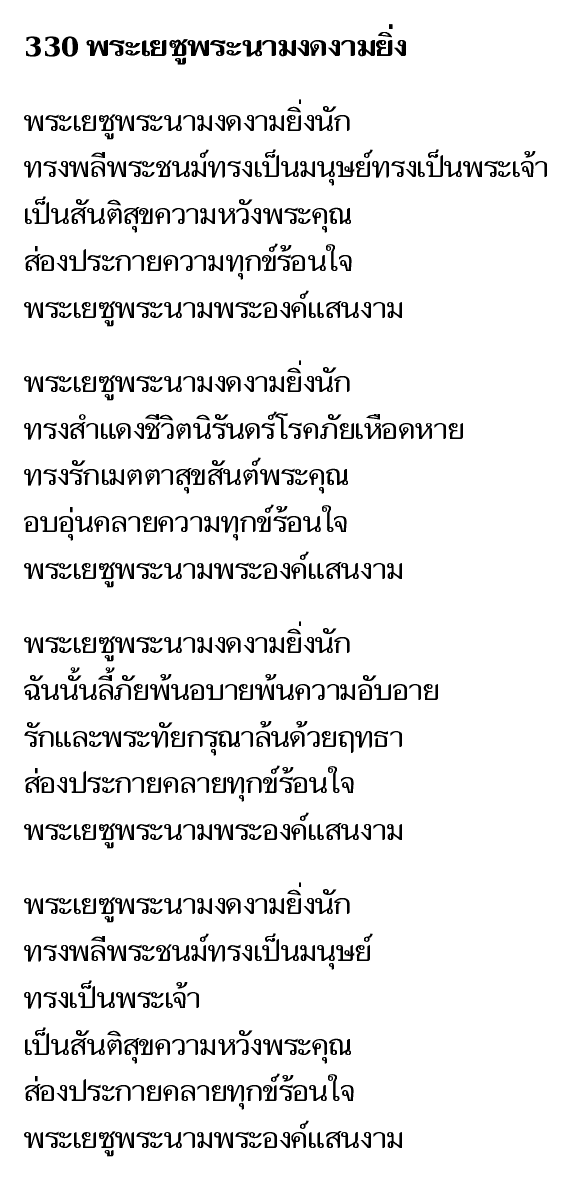 330 พระเยซูพระนามงดงามยิ่ง
พระเยซูพระนามงดงามยิ่งนัก
ทรงพลีพระชนม์ทรงเป็นมนุษย์ทรงเป็นพระเจ้า
เป็นสันติสุขความหวังพระคุณ
ส่องประกายความทุกข์ร้อนใจ
พระเยซูพระนามพระองค์แสนงาม
พระเยซูพระนามงดงามยิ่งนัก
ทรงสำแดงชีวิตนิรันดร์โรคภัยเหือดหาย
ทรงรักเมตตาสุขสันต์พระคุณ
อบอุ่นคลายความทุกข์ร้อนใจ
พระเยซูพระนามพระองค์แสนงาม
พระเยซูพระนามงดงามยิ่งนัก
ฉันนั้นลี้ภัยพ้นอบายพ้นความอับอาย
รักและพระทัยกรุณาล้นด้วยฤทธา
ส่องประกายคลายทุกข์ร้อนใจ
พระเยซูพระนามพระองค์แสนงาม
พระเยซูพระนามงดงามยิ่งนัก
ทรงพลีพระชนม์ทรงเป็นมนุษย์
ทรงเป็นพระเจ้า
เป็นสันติสุขความหวังพระคุณ
ส่องประกายคลายทุกข์ร้อนใจ
พระเยซูพระนามพระองค์แสนงาม